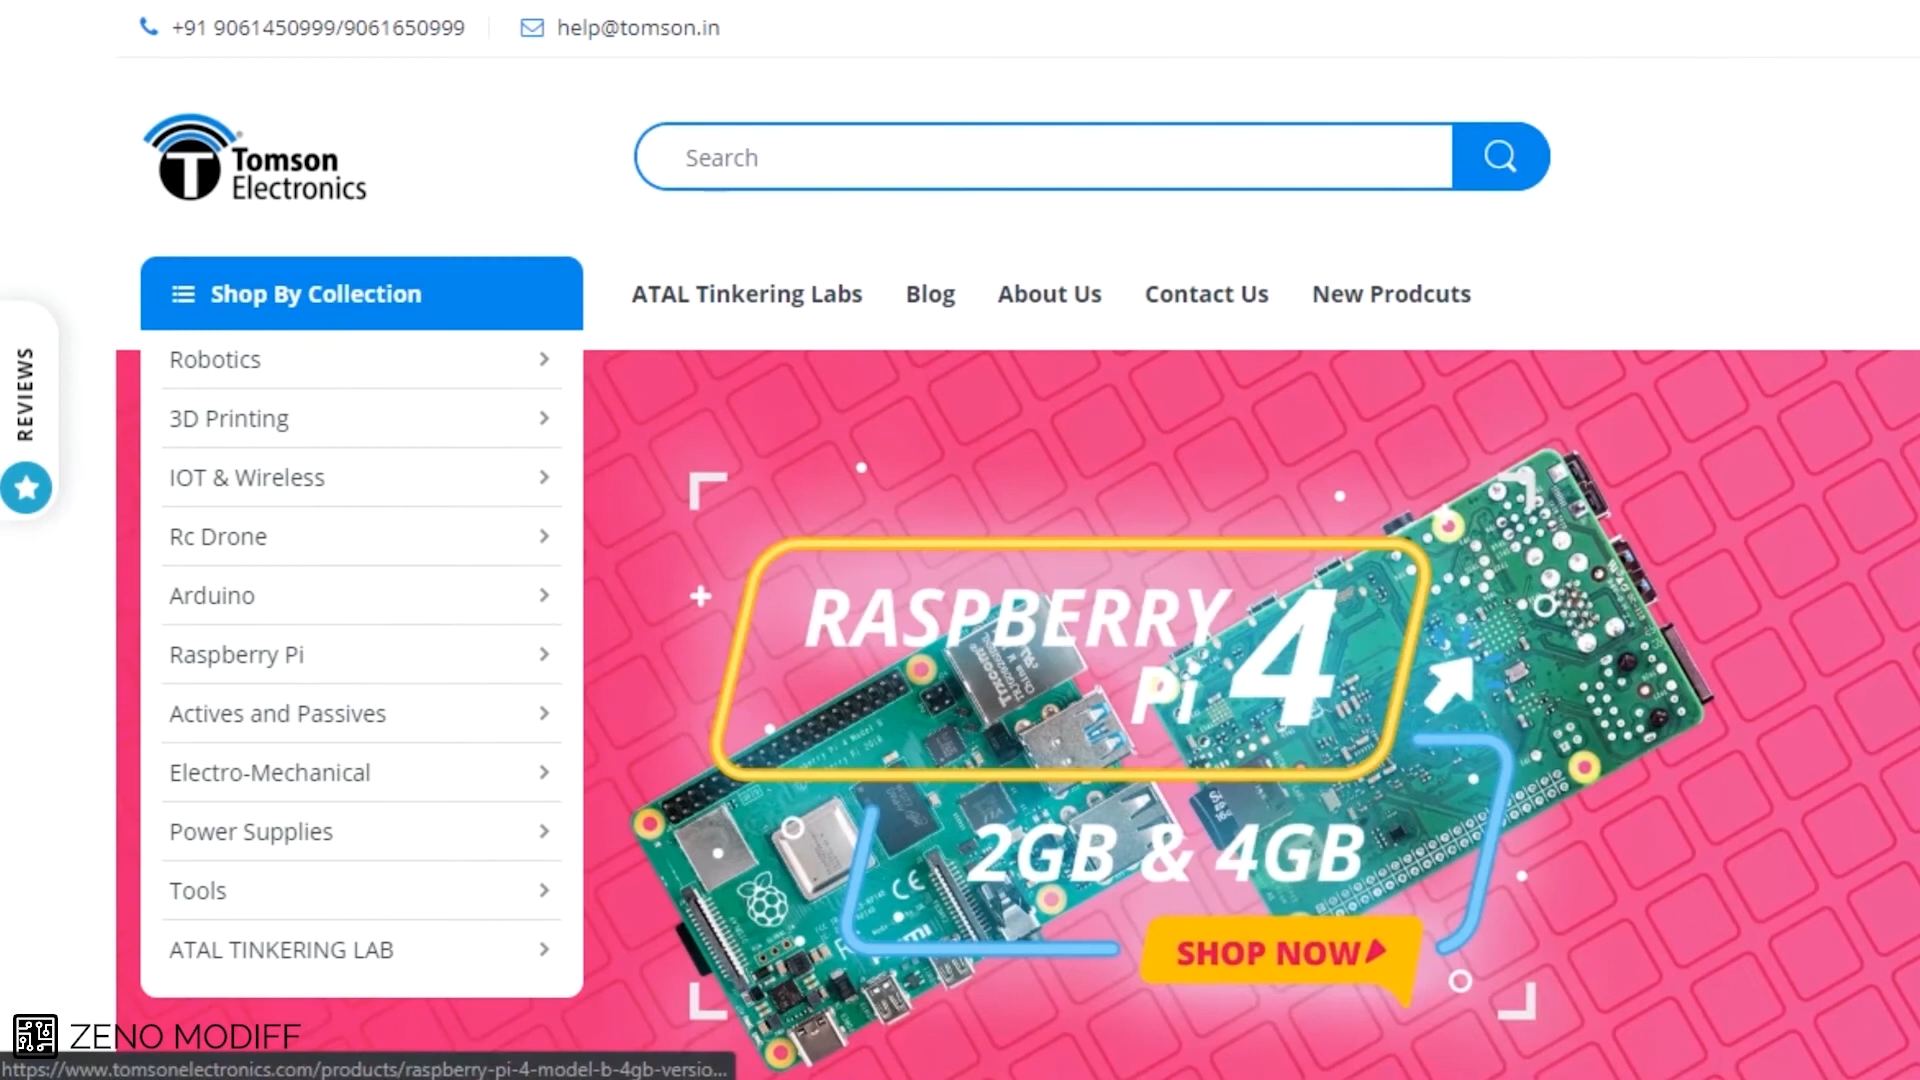 +91 9061450999/9061650999
help@tomson.in
Tomson
Electronics
Search
Shop By Collection
ATAL Tinkering Labs
Blog
About Us
Contact Us
New Prodcuts
REVIEWS
Robotics
3D Printing
IOT & Wireless
Rc Drone
Arduino
Raspberry Pi
Actives and Passives
Electro-Mechanical
Power Supplies
Tools
ATAL TINKERING LAB
RASPBERRY
Pi 4
2GB & 4GB
SHOP NOW
ZENO MODIFF
https://www.tomsonelectronics.com/products/raspberry-pi-4-model-b-4gb-versio...